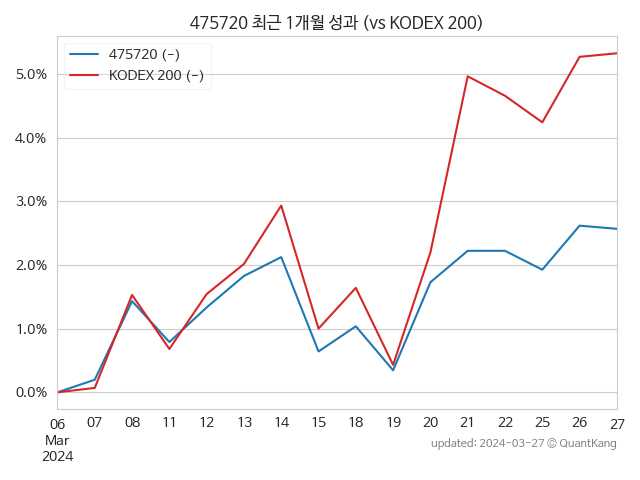 475720 최근 1개월 성과 (vs KODEX 200)
475720 (-)
KODEX 200 (-)
5.0%
4.0%
3.0%
2.0%
1.0%
0.0%
06 07 08 11 12 13 14 15 18 19 20 21 22 25 26 27
Mar
2024
updated: 2024-03-27 © QuantKang